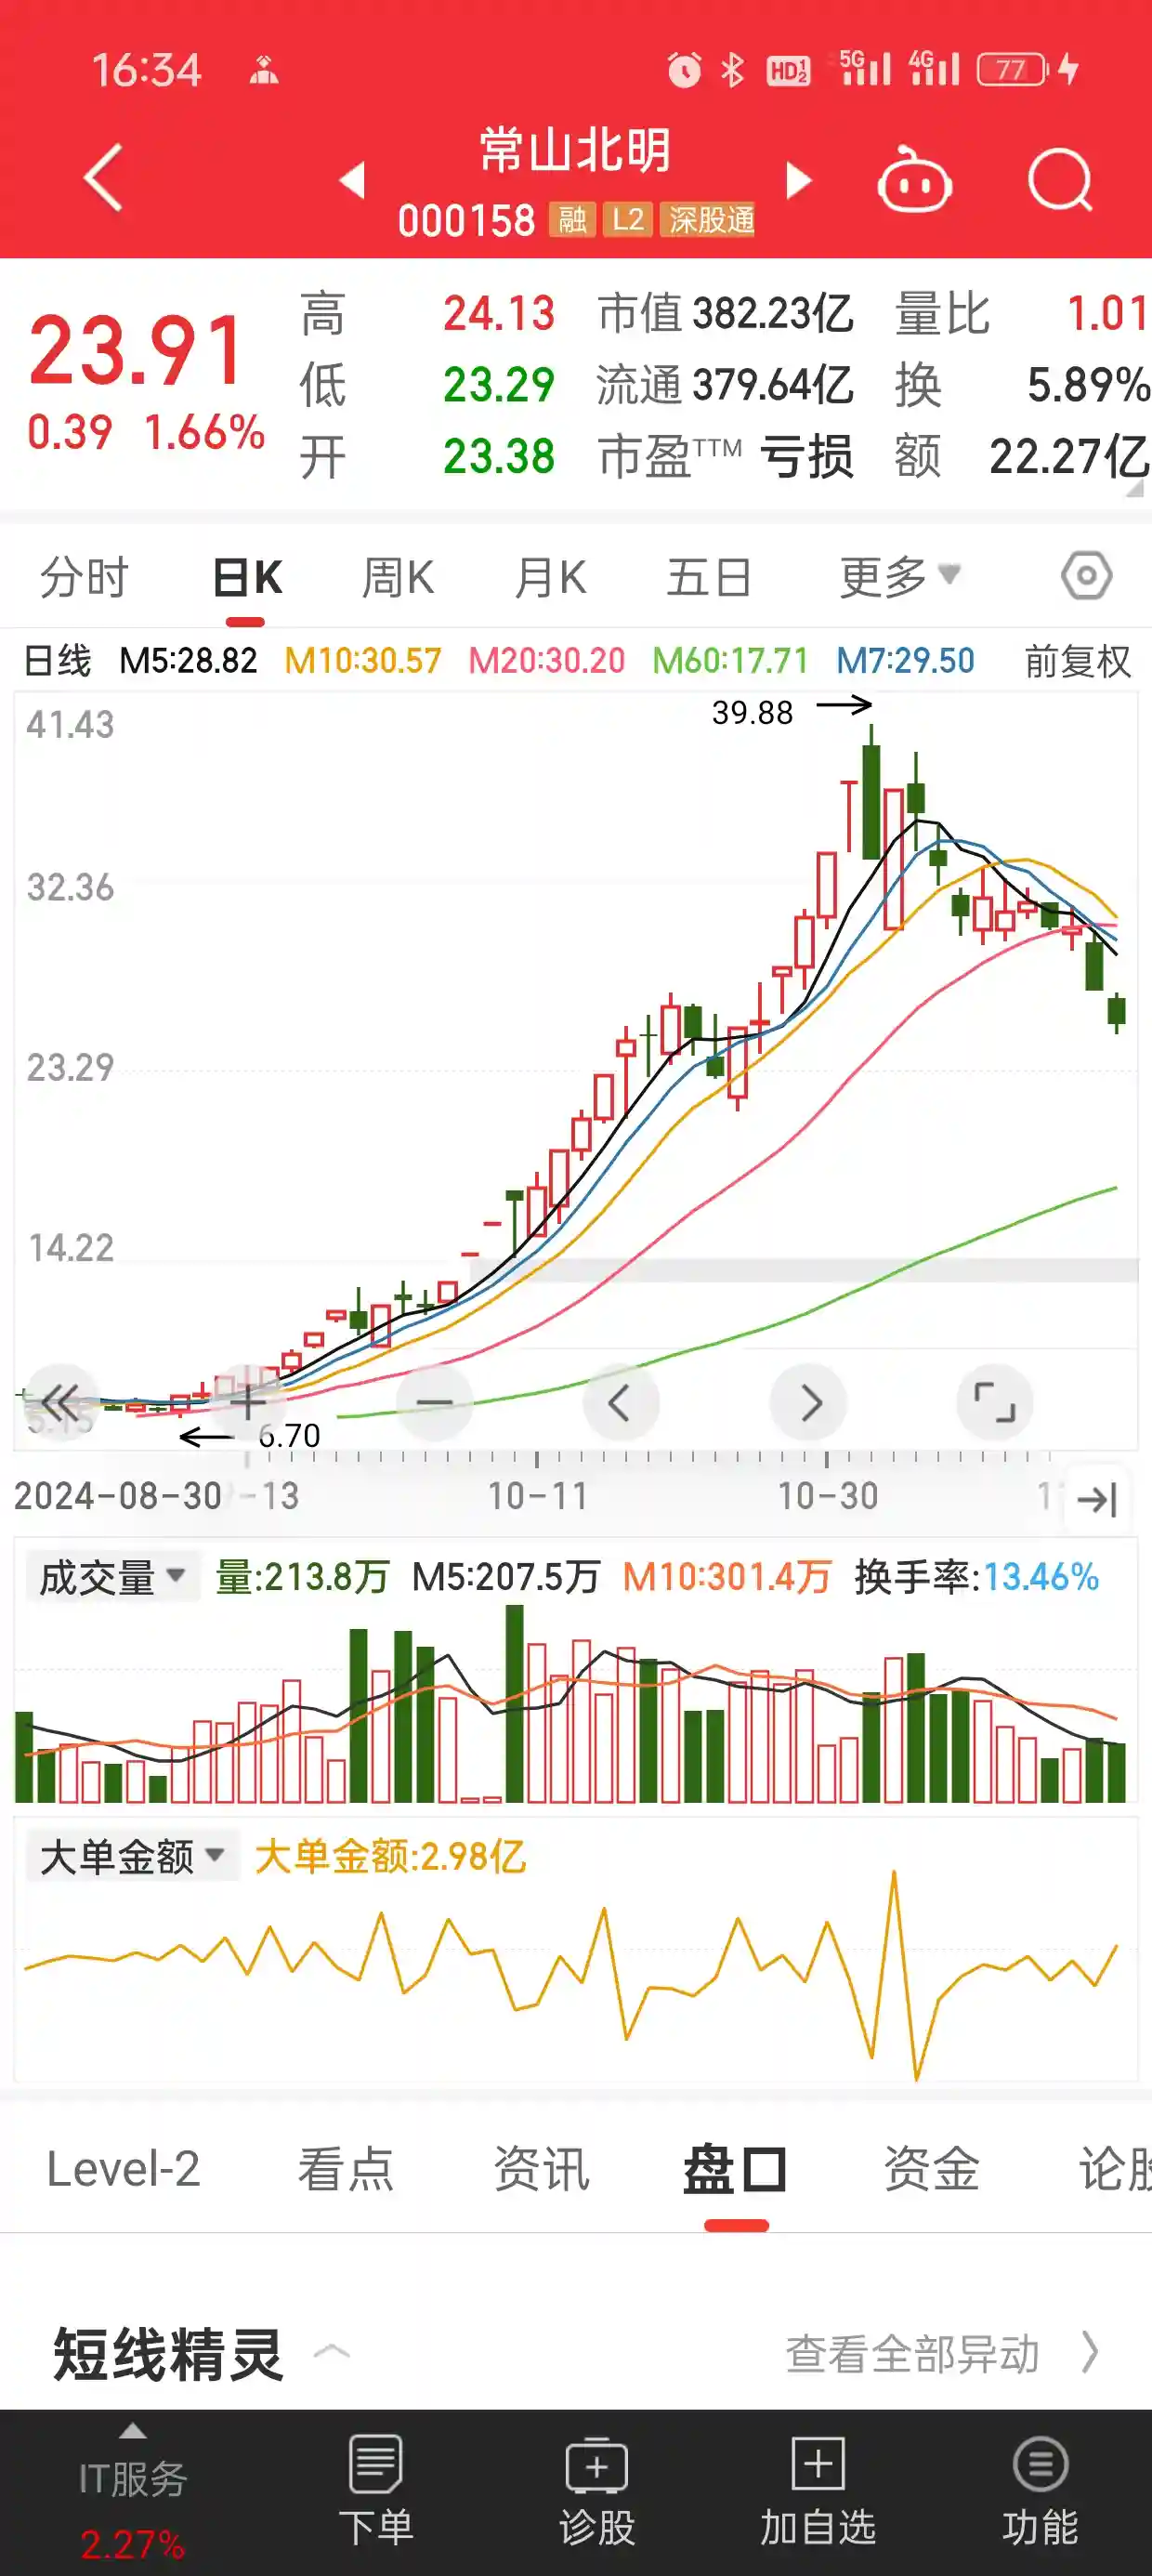 16:34 HD 1 2 5G 4G 77
常山北明
000158 融 L2 深股通
23.91
0.39 1.66%
高 24.13 市值 382.23亿 量比 1.01
低 23.29 流通 379.64亿 换 5.89%
开 23.38 市盈TTM 亏损 额 22.27亿
分时 日K 周K 月K 五日 更多
日线 M5:28.82 M10:30.57 M20:30.20 M60:17.71 M7:29.50 前复权
39.88
41.43
32.36
23.29
14.22
5.15
6.70
2024-08-30 -13 10-11 10-30 1
成交量 量:213.8万 M5:207.5万 M10:301.4万 换手率:13.46%
大单金额 大单金额:2.98亿
Level-2 看点 资讯 盘口 资金 论股
短线精灵 查看全部异动
IT服务
2.27%
下单 诊股 加自选 功能